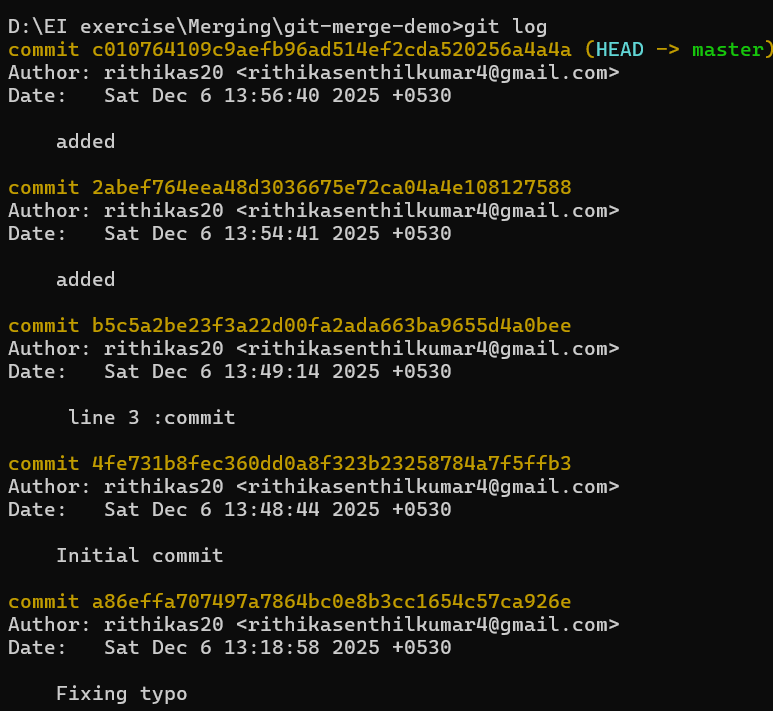 D:\EI exercise\Merging\git-merge-demo>git log
commit c010764109c9aefb96ad514ef2cda520256a4a4a (HEAD -> master)
Author: rithikas20 <rithikasenthilkumar4@gmail.com>
Date:   Sat Dec 6 13:56:40 2025 +0530
    added
commit 2abef764eea48d3036675e72ca04a4e108127588
Author: rithikas20 <rithikasenthilkumar4@gmail.com>
Date:   Sat Dec 6 13:54:41 2025 +0530
    added
commit b5c5a2be23f3a22d00fa2ada663ba9655d4a0bee
Author: rithikas20 <rithikasenthilkumar4@gmail.com>
Date:   Sat Dec 6 13:49:14 2025 +0530
     line 3 :commit
commit 4fe731b8fec360dd0a8f323b23258784a7f5ffb3
Author: rithikas20 <rithikasenthilkumar4@gmail.com>
Date:   Sat Dec 6 13:48:44 2025 +0530
    Initial commit
commit a86effa707497a7864bc0e8b3cc1654c57ca926e
Author: rithikas20 <rithikasenthilkumar4@gmail.com>
Date:   Sat Dec 6 13:18:58 2025 +0530
    Fixing typo